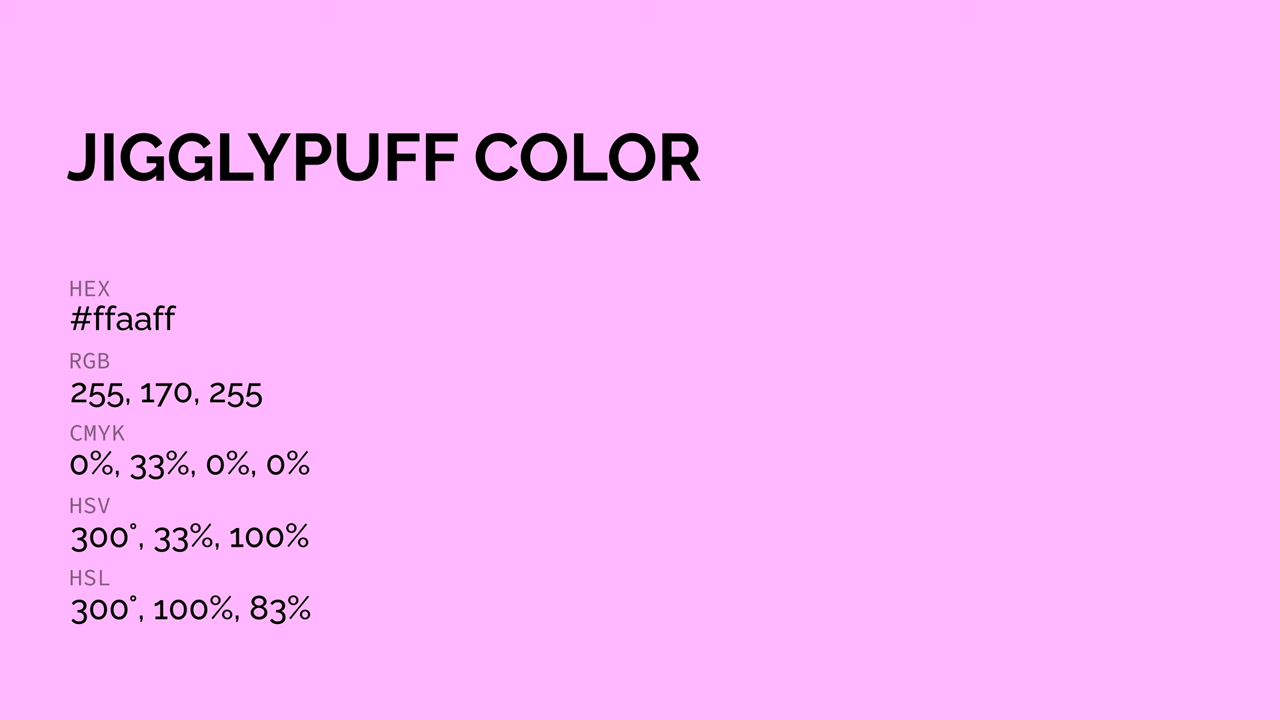 JIGGLYPUFF COLOR
HEX
#ffaaff
RGB
255, 170, 255
CMYK
0%, 33%, 0%, 0%
HSV
300°, 33%, 100%
HSL
300°, 100%, 83%